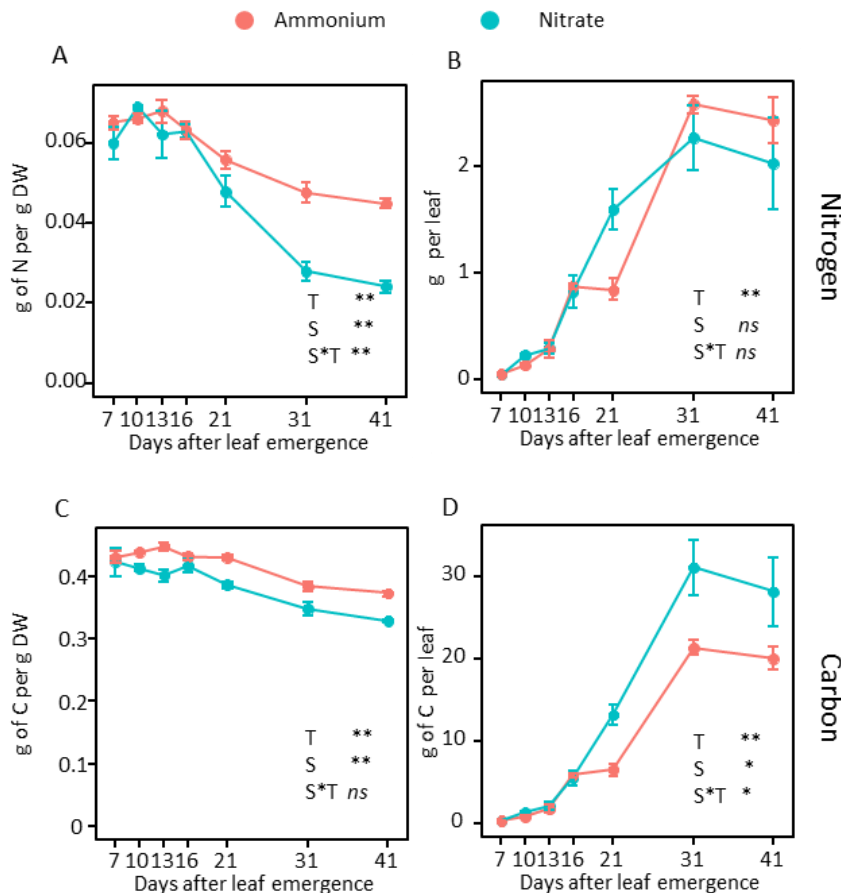 Ammonium Nitrate
A
g of N per g DW
0.06
0.04
0.02
0.00
T **
S **
S*T **
7 10 13 16 21 31 41
Days after leaf emergence
B
g per leaf
2
1
0
T **
S ns
S*T ns
7 10 13 16 21 31 41
Days after leaf emergence
Nitrogen
C
g of C per g DW
0.4
0.3
0.2
0.1
0
T **
S **
S*T ns
7 10 13 16 21 31 41
Days after leaf emergence
D
g of C per leaf
30
20
10
0
T **
S *
S*T *
7 10 13 16 21 31 41
Days after leaf emergence
Carbon